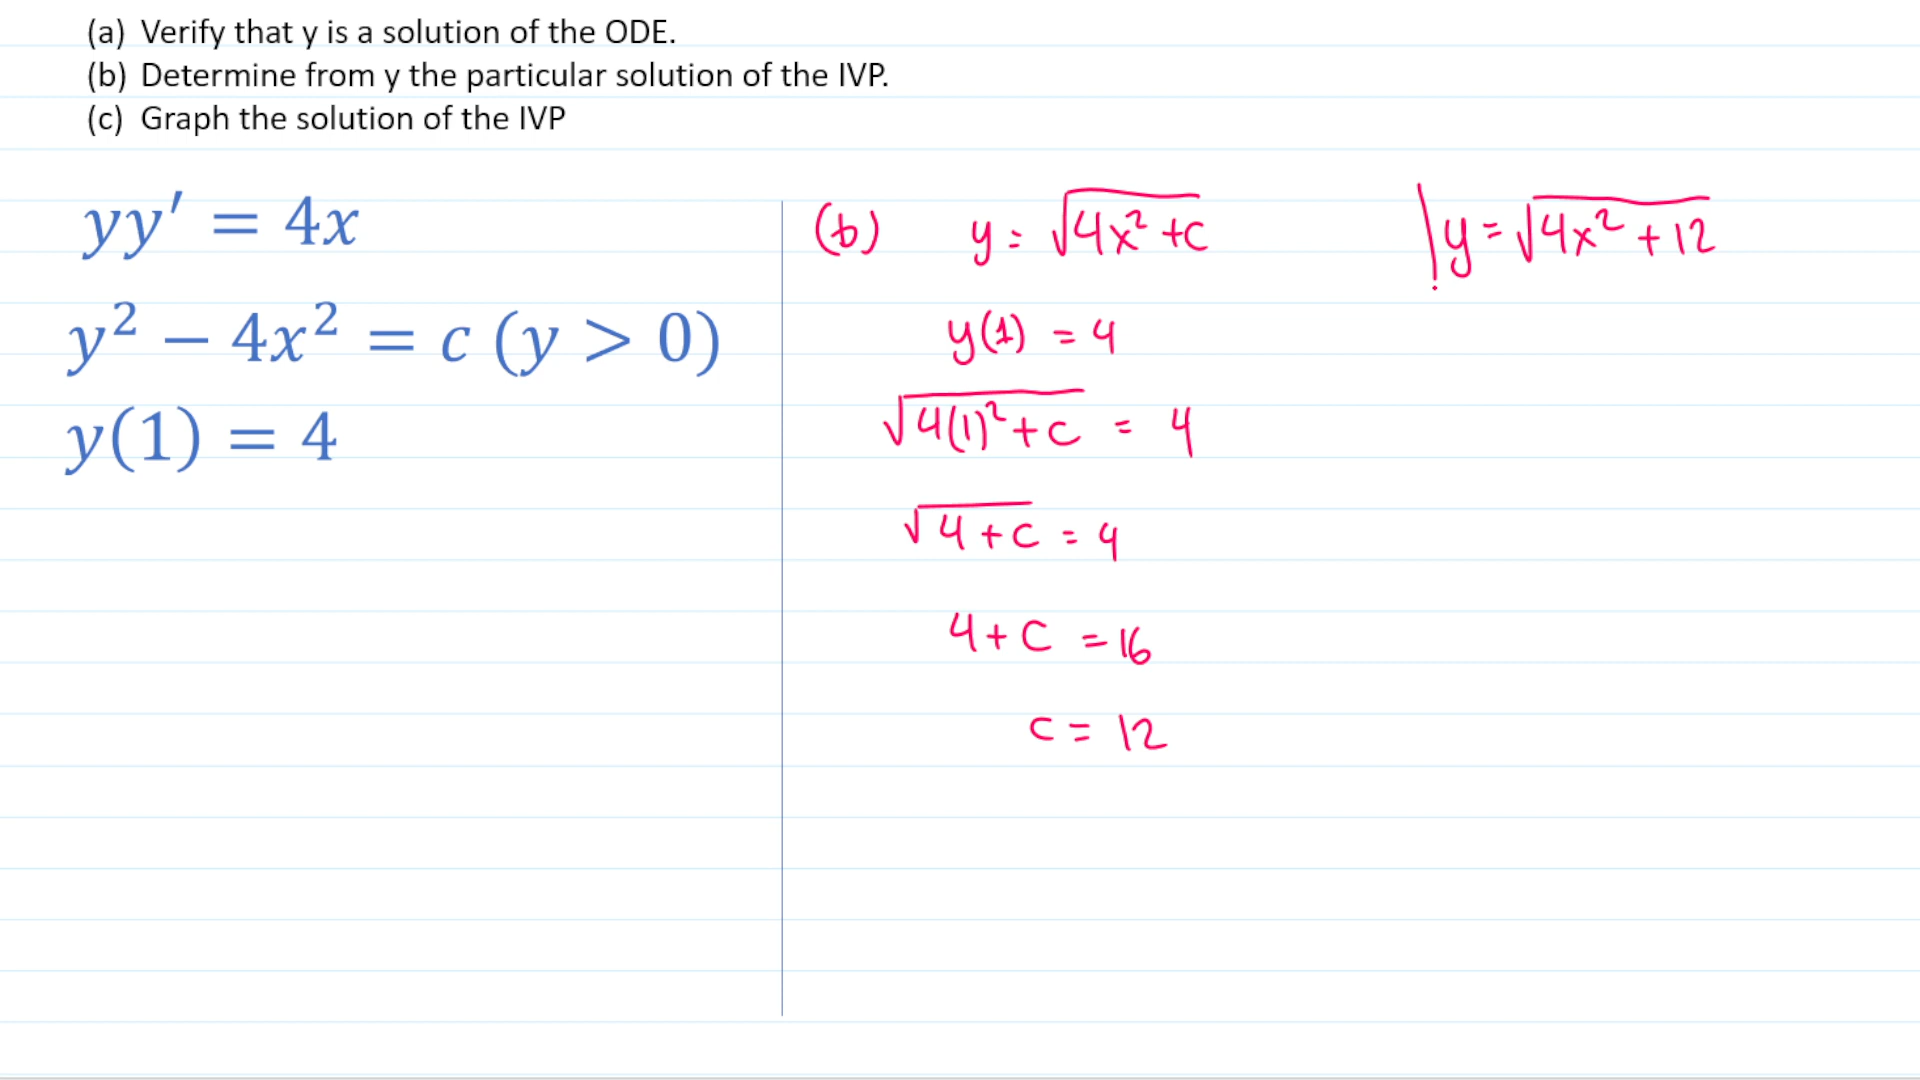 (a) Verify that y is a solution of the ODE.
(b) Determine from y the particular solution of the IVP.
(c) Graph the solution of the IVP
yy′ = 4x
y² − 4x² = c (y > 0)
y(1) = 4
(b) y = √(4x² + c)
y(1) = 4
√(4(1)² + c) = 4
√(4 + c) = 4
4 + c = 16
c = 12
y = √(4x² + 12)